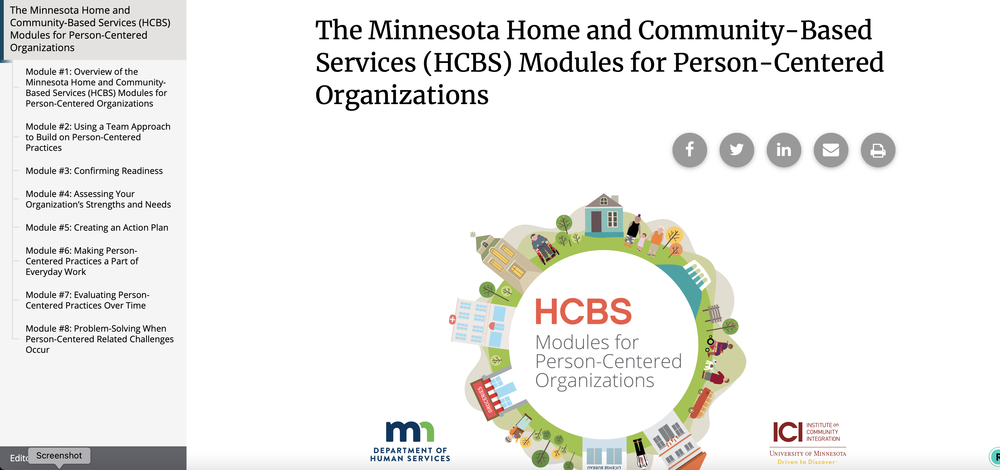 The Minnesota Home and
Community-Based Services (HCBS)
Modules for Person-Centered
Organizations
Module #1: Overview of the
Minnesota Home and Community-
Based Services (HCBS) Modules for
Person-Centered Organizations
Module #2: Using a Team Approach
to Build on Person-Centered
Practices
Module #3: Confirming Readiness
Module #4: Assessing Your
Organization’s Strengths and Needs
Module #5: Creating an Action Plan
Module #6: Making Person-
Centered Practices a Part of
Everyday Work
Module #7: Evaluating Person-
Centered Practices Over Time
Module #8: Problem-Solving When
Person-Centered Related Challenges
Occur
Screenshot
The Minnesota Home and Community-Based
Services (HCBS) Modules for Person-Centered
Organizations
f
in
HCBS
Modules for
Person-Centered
Organizations
GROCERIES
LICENSE BUREAU
mn
DEPARTMENT OF
HUMAN SERVICES
ICI
INSTITUTE on
COMMUNITY
INTEGRATION
UNIVERSITY OF MINNESOTA
Driven to Discover